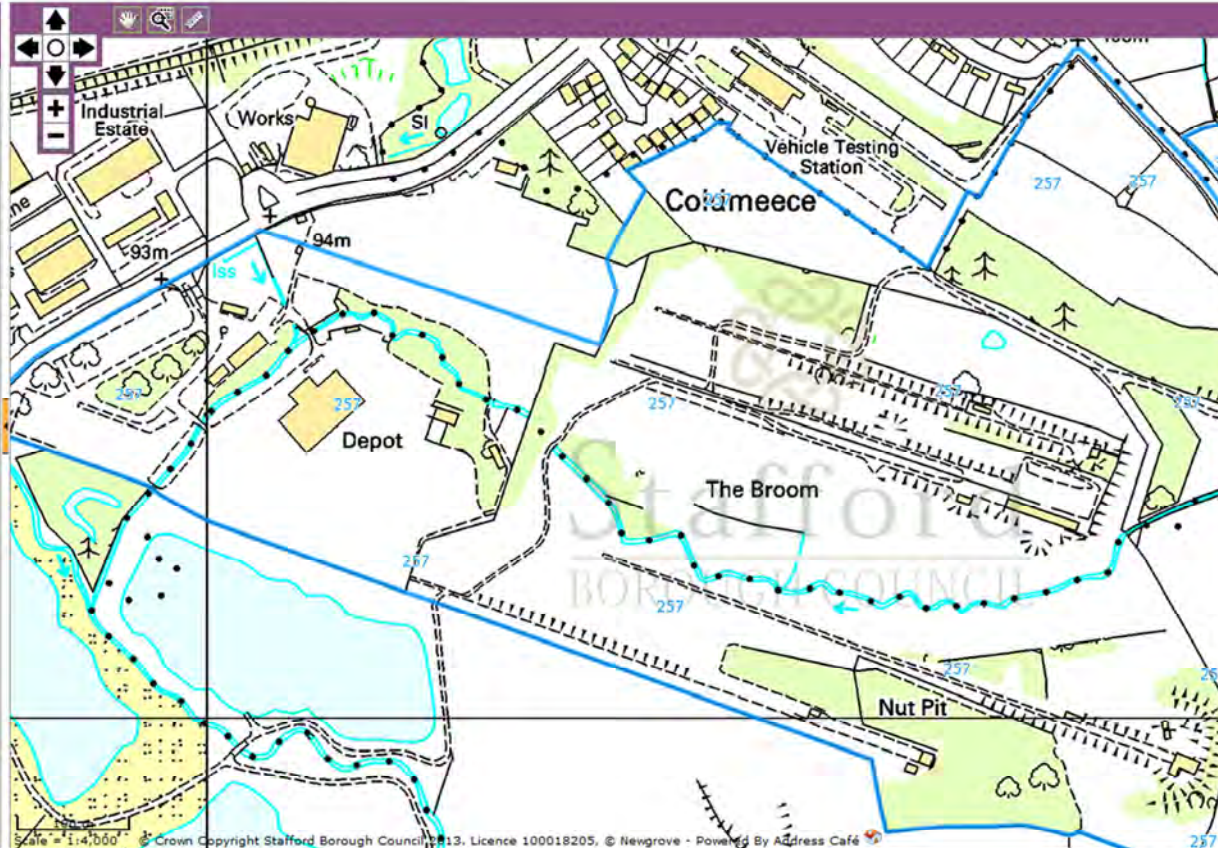 Industrial
Estate
Works
SI
Vehicle Testing
Station
Coldmeece
257
257
257
93m
94m
Iss
257
257
257
257
257
Depot
The Broom
Stafford
BOROUGH COUNCIL
257
257
257
Nut Pit
257
Scale = 1:4,000 © Crown Copyright Stafford Borough Council 2013. Licence 100018205, © Newgrove - Powered By Address Café